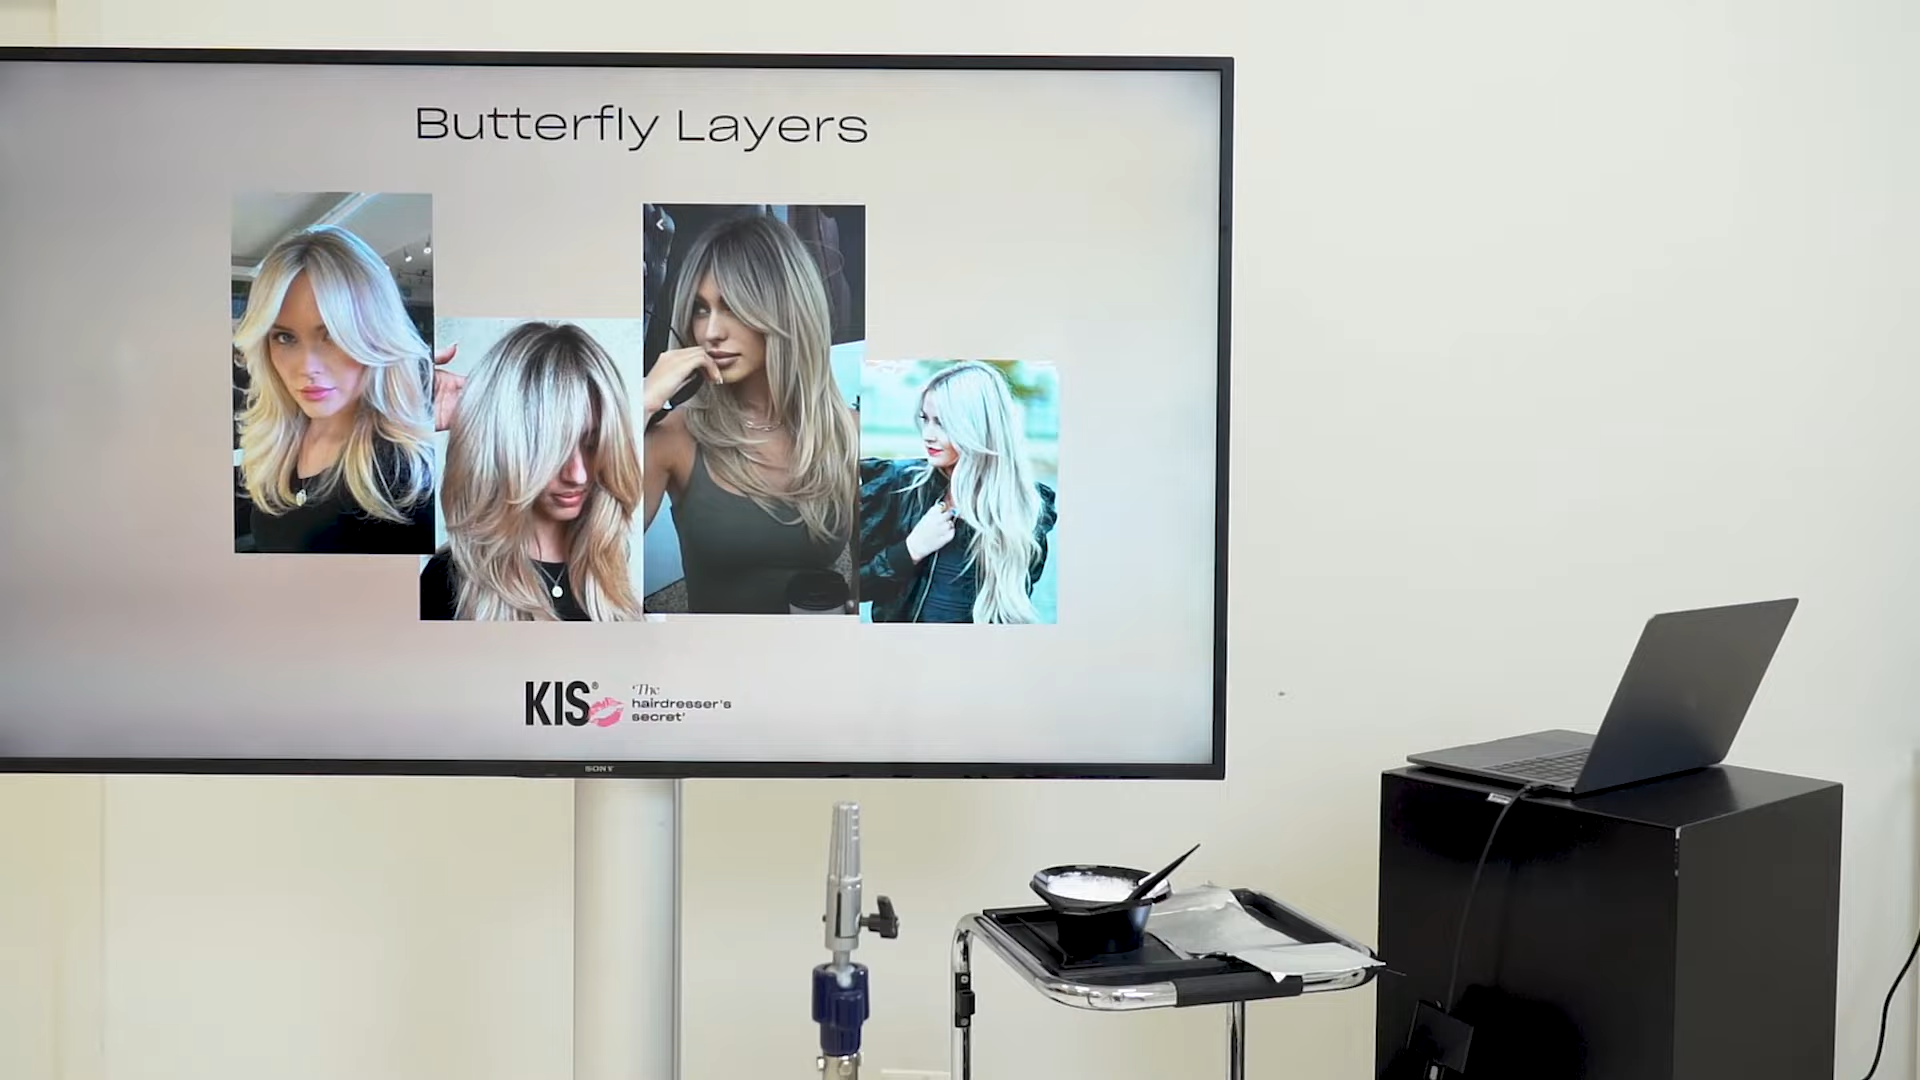 Butterfly Layers
KIS®
'The
hairdresser's
secret'
SONY